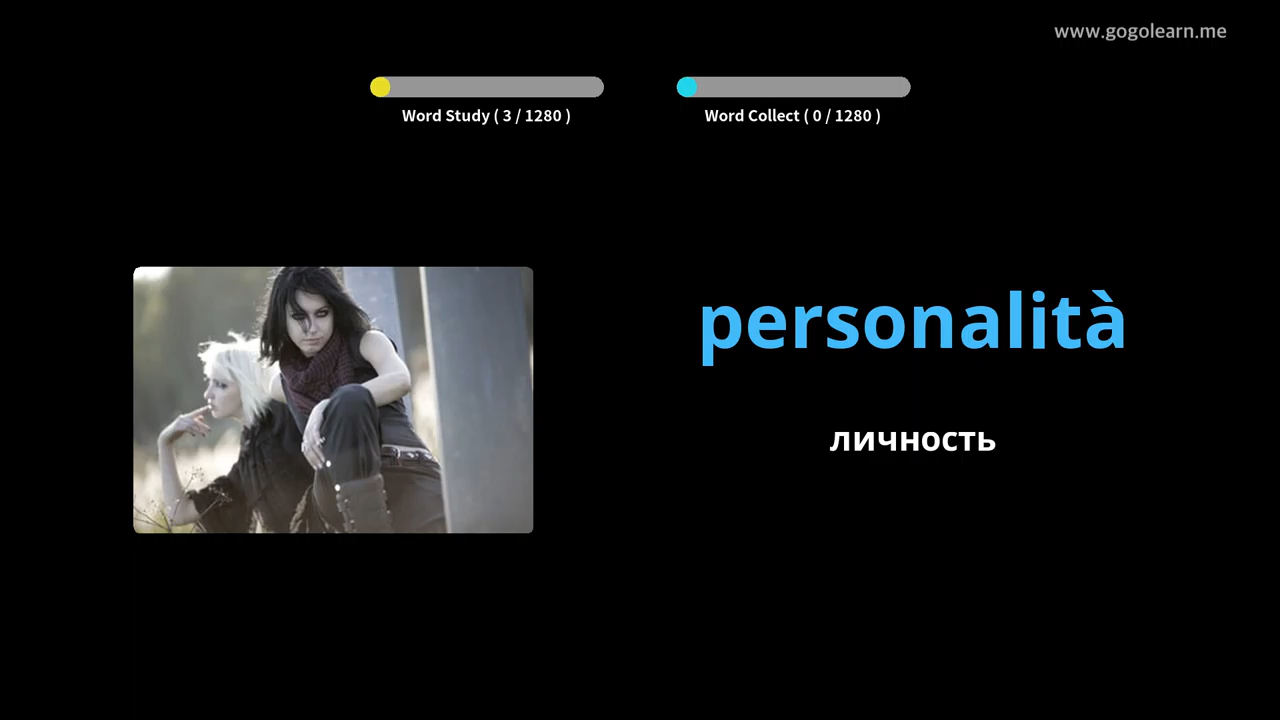 www.gogolearn.me
Word Study ( 3 / 1280 )
Word Collect ( 0 / 1280 )
personalità
личность